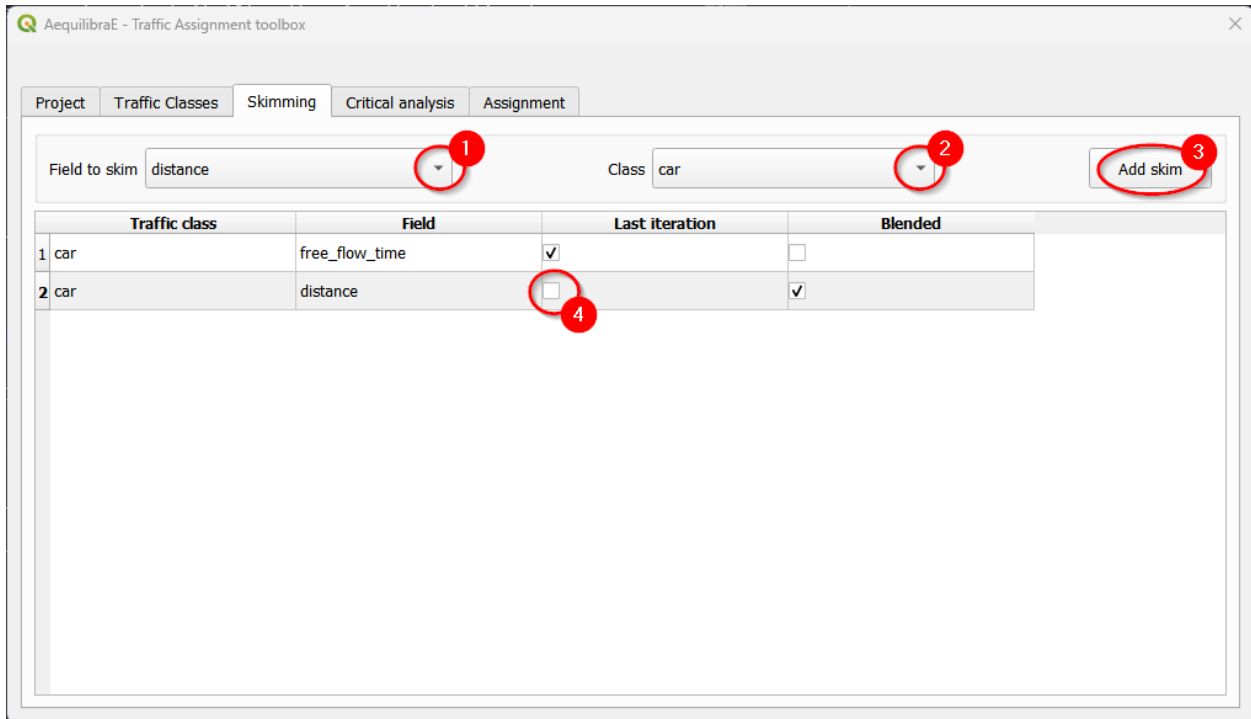 AequilibraE - Traffic Assignment toolbox
Project Traffic Classes Skimming Critical analysis Assignment
Field to skim distance 1 Class car 2 Add skim 3
Traffic class Field Last iteration Blended
1 car free_flow_time
2 car distance
4